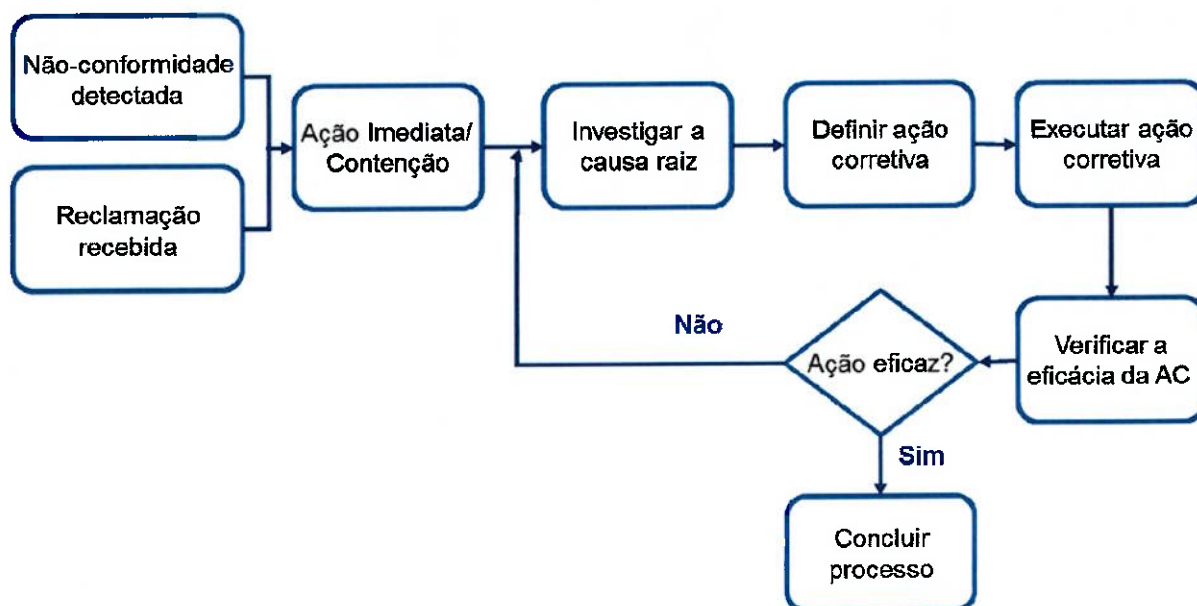 Não-conformidade
detectada
Reclamação
recebida
Ação Imediata/
Contenção
Investigar a
causa raiz
Definir ação
corretiva
Executar ação
corretiva
Verificar a
eficácia da AC
Ação eficaz?
Não
Sim
Concluir
processo